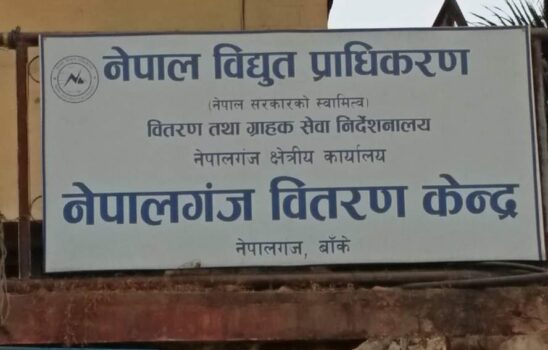 नेपाल विद्युत प्राधिकरण
(नेपाल सरकारको स्वामित्व)
वितरण तथा ग्राहक सेवा निर्देशनालय
नेपालगंज क्षेत्रीय कार्यालय
नेपालगंज वितरण केन्द्र
नेपालगज, बाँके